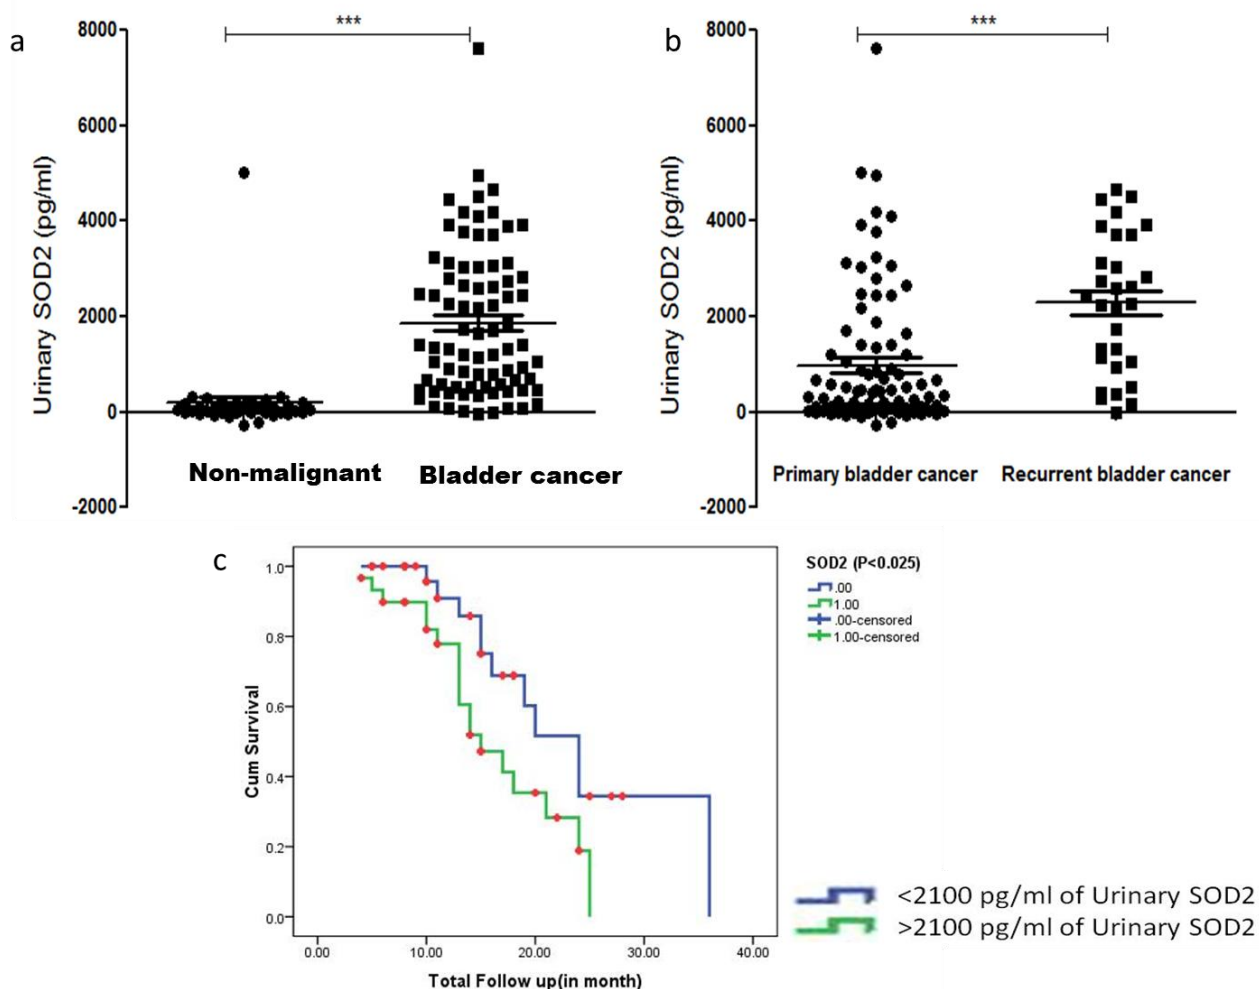 a
***
8000
6000
4000
2000
0
-2000
Urinary SOD2 (pg/ml)
Non-malignant
Bladder cancer
b
***
8000
6000
4000
2000
0
-2000
Urinary SOD2 (pg/ml)
Primary bladder cancer
Recurrent bladder cancer
c
1.0
0.8
0.6
0.4
0.2
0.0
Cum Survival
0.00 10.00 20.00 30.00 40.00
Total Follow up(in month)
SOD2 (P<0.025)
.00
1.00
.00-censored
1.00-censored
<2100 pg/ml of Urinary SOD2
>2100 pg/ml of Urinary SOD2